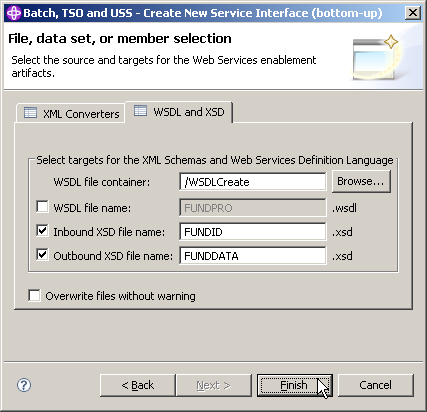 Batch, TSO and USS - Create New Service Interface (bottom-up)
File, data set, or member selection
Select the source and targets for the Web Services enablement
artifacts.
XML Converters
WSDL and XSD
Select targets for the XML Schemas and Web Services Definition Language
WSDL file container: /WSDLCreate Browse...
WSDL file name: FUNDPRO .wsdl
Inbound XSD file name: FUNDID .xsd
Outbound XSD file name: FUNDDATA .xsd
Overwrite files without warning
? < Back Next > Finish Cancel